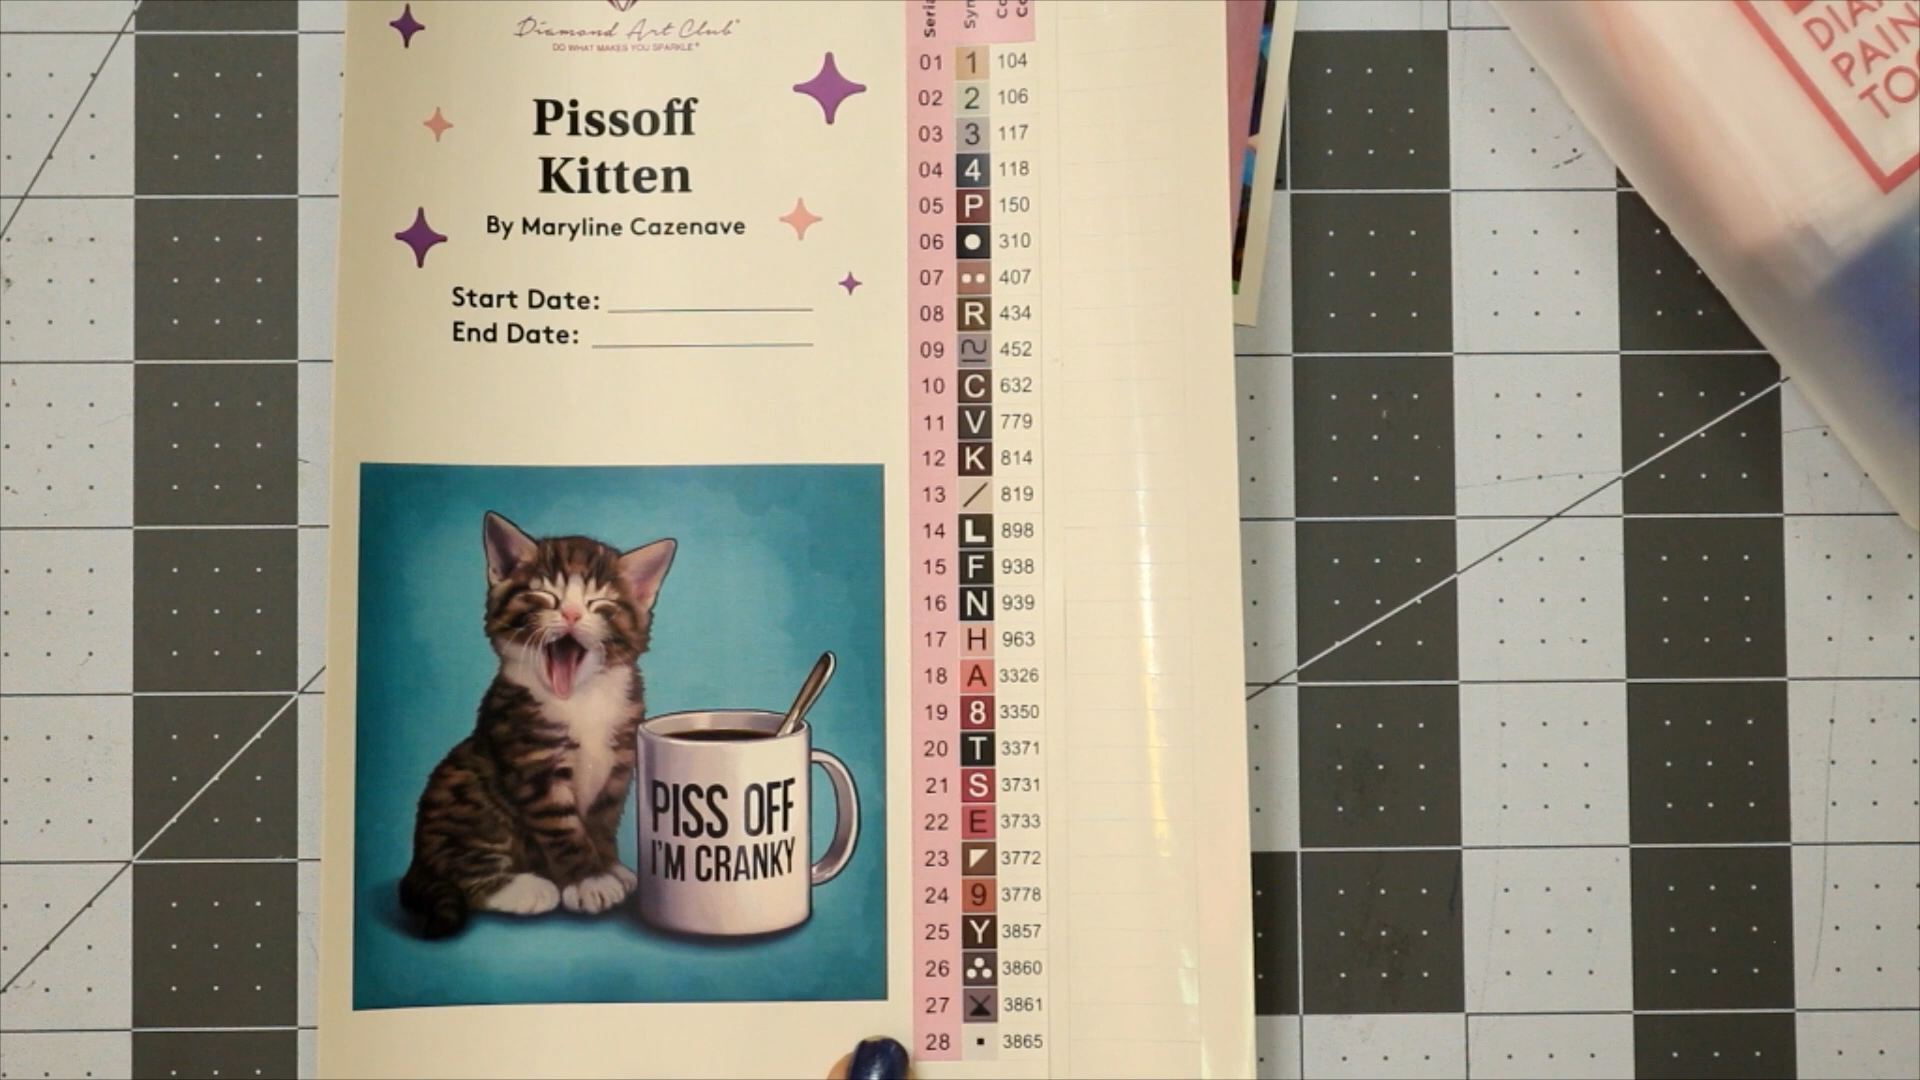 Diamond Art Club
DO WHAT MAKES YOU SPARKLE
Pissoff
Kitten
By Maryline Cazenave
Start Date:
End Date:
PISS OFF
I'M CRANKY
01 1 104
02 2 106
03 3 117
04 4 118
05 P 150
06 310
07 407
08 R 434
09 452
10 C 632
11 V 779
12 K 814
13 / 819
14 L 898
15 F 938
16 N 939
17 H 963
18 A 3326
19 8 3350
20 T 3371
21 S 3731
22 E 3733
23 3772
24 9 3778
25 Y 3857
26 3860
27 3861
28 3865